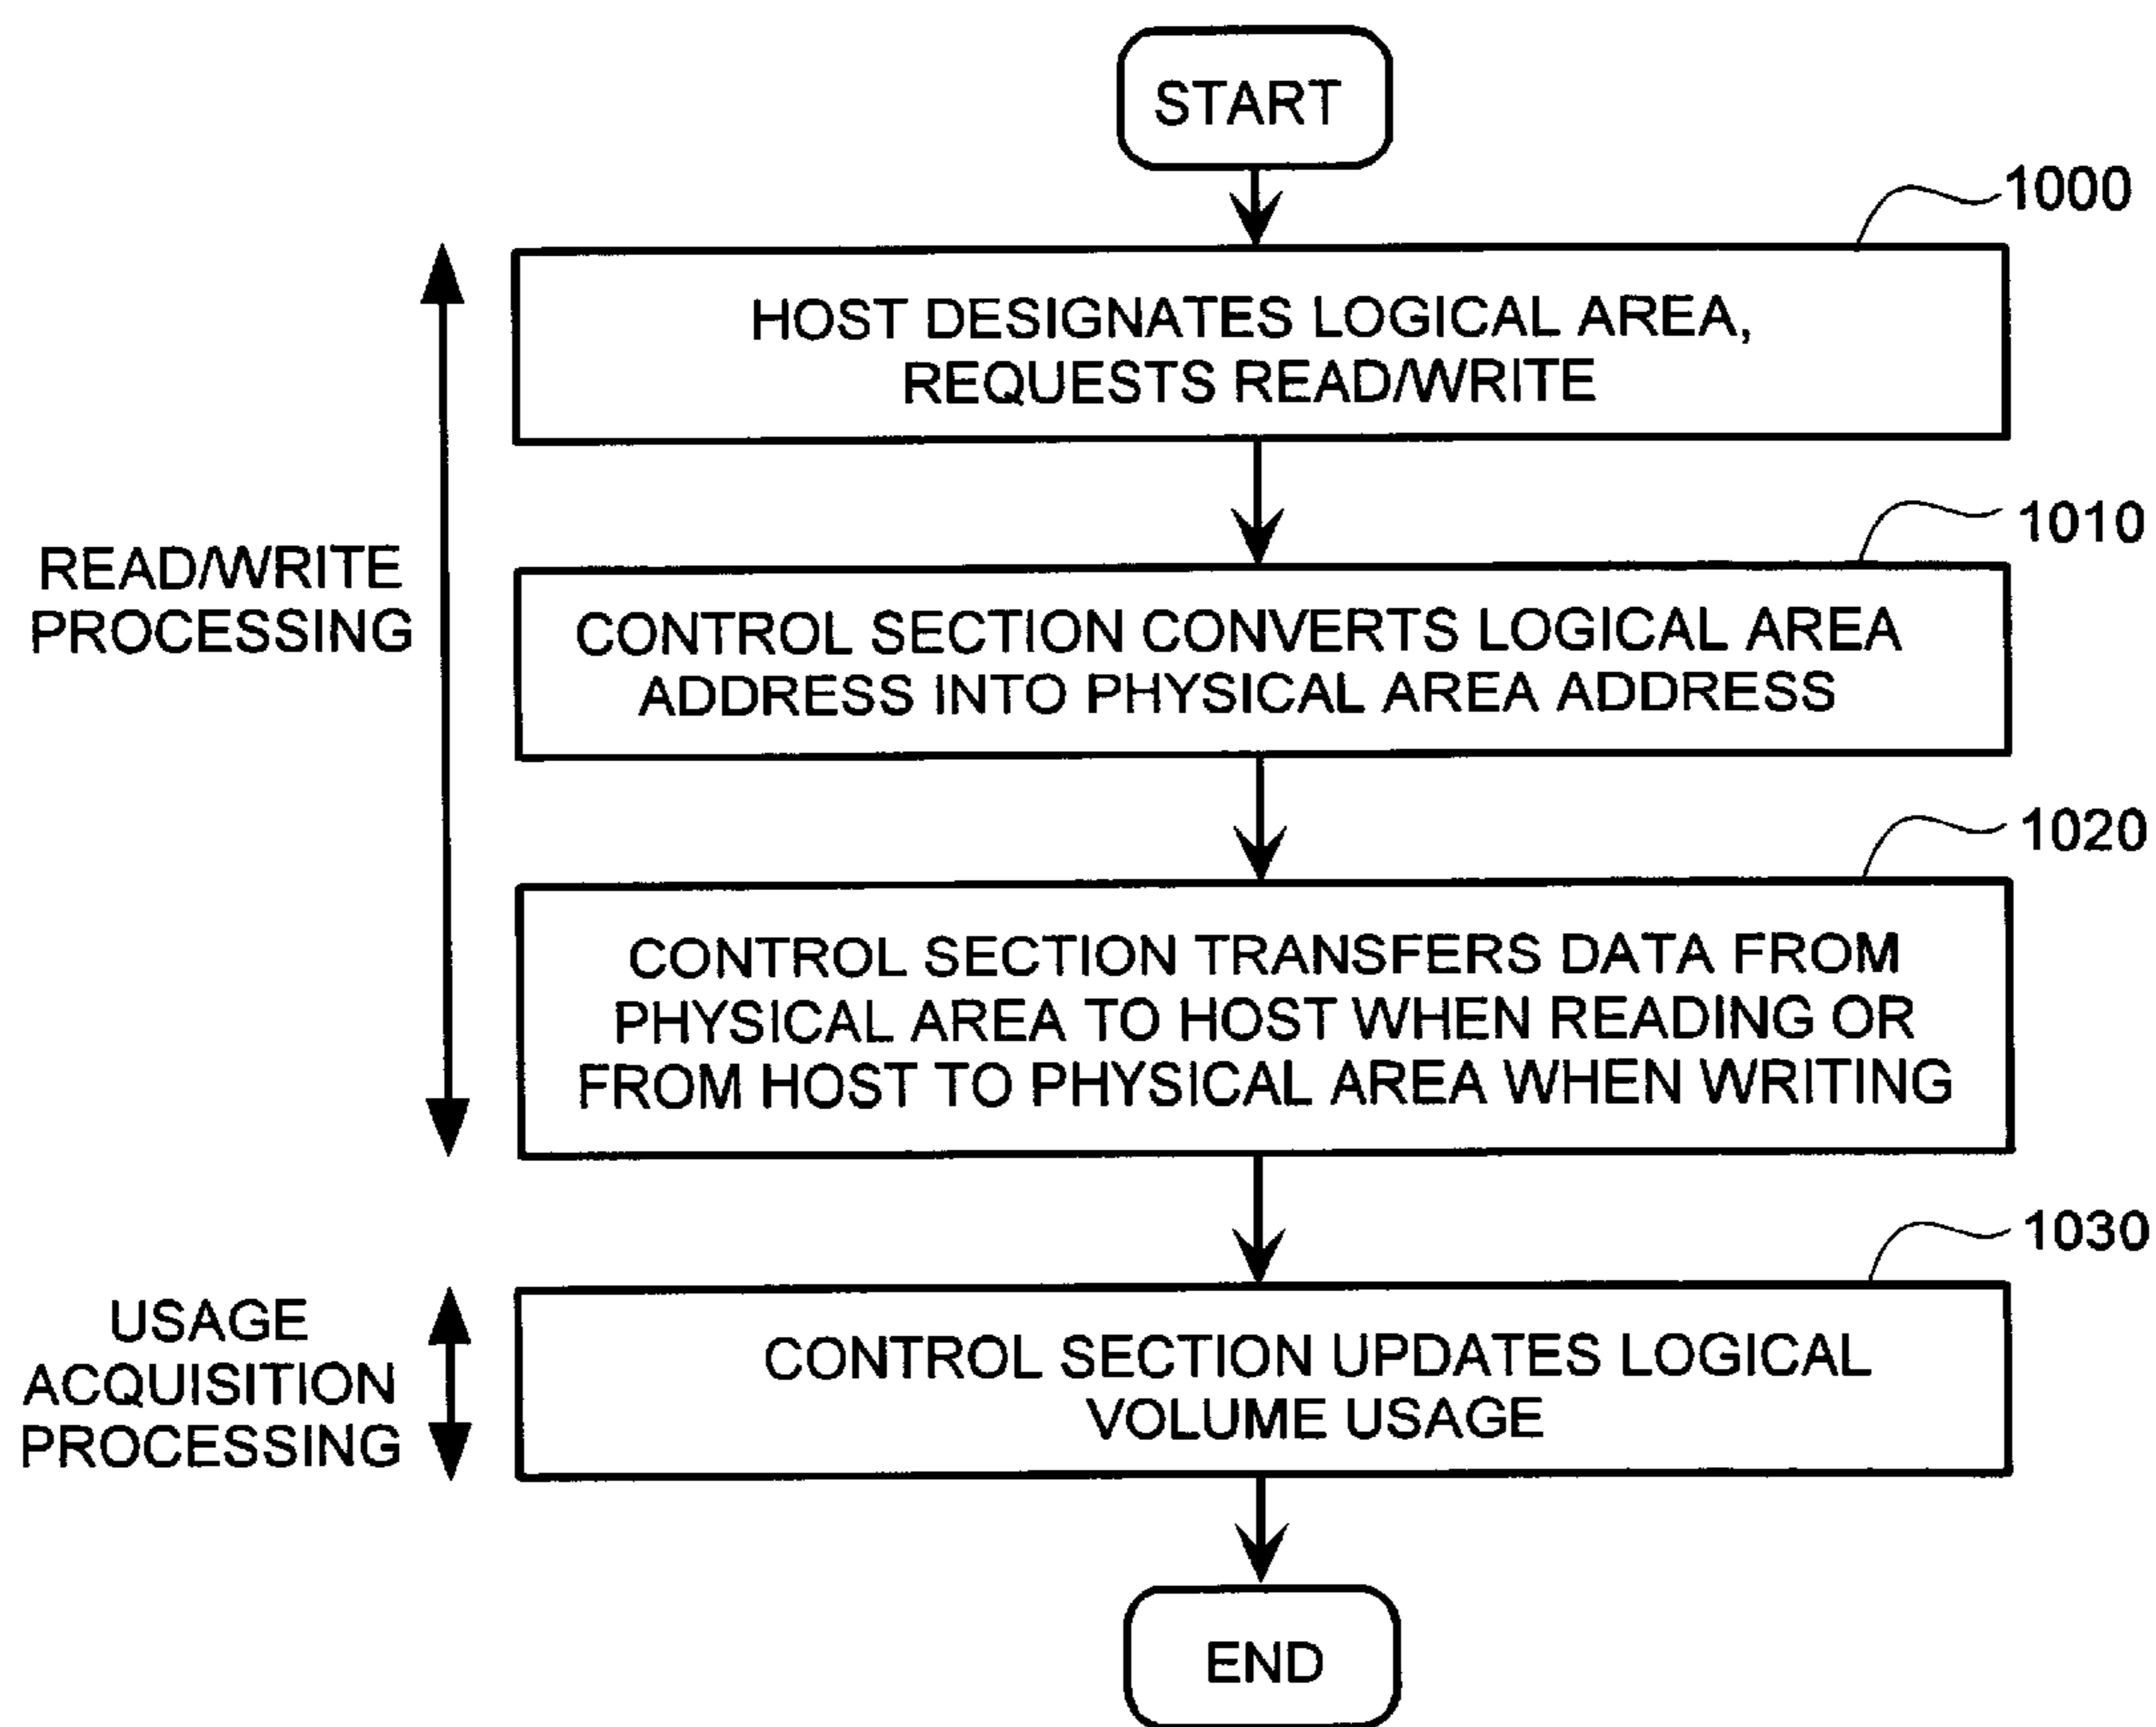 START
1000
HOST DESIGNATES LOGICAL AREA,
REQUESTS READ/WRITE
1010
READ/WRITE
PROCESSING
CONTROL SECTION CONVERTS LOGICAL AREA
ADDRESS INTO PHYSICAL AREA ADDRESS
1020
CONTROL SECTION TRANSFERS DATA FROM
PHYSICAL AREA TO HOST WHEN READING OR
FROM HOST TO PHYSICAL AREA WHEN WRITING
1030
USAGE
ACQUISITION
PROCESSING
CONTROL SECTION UPDATES LOGICAL
VOLUME USAGE
END